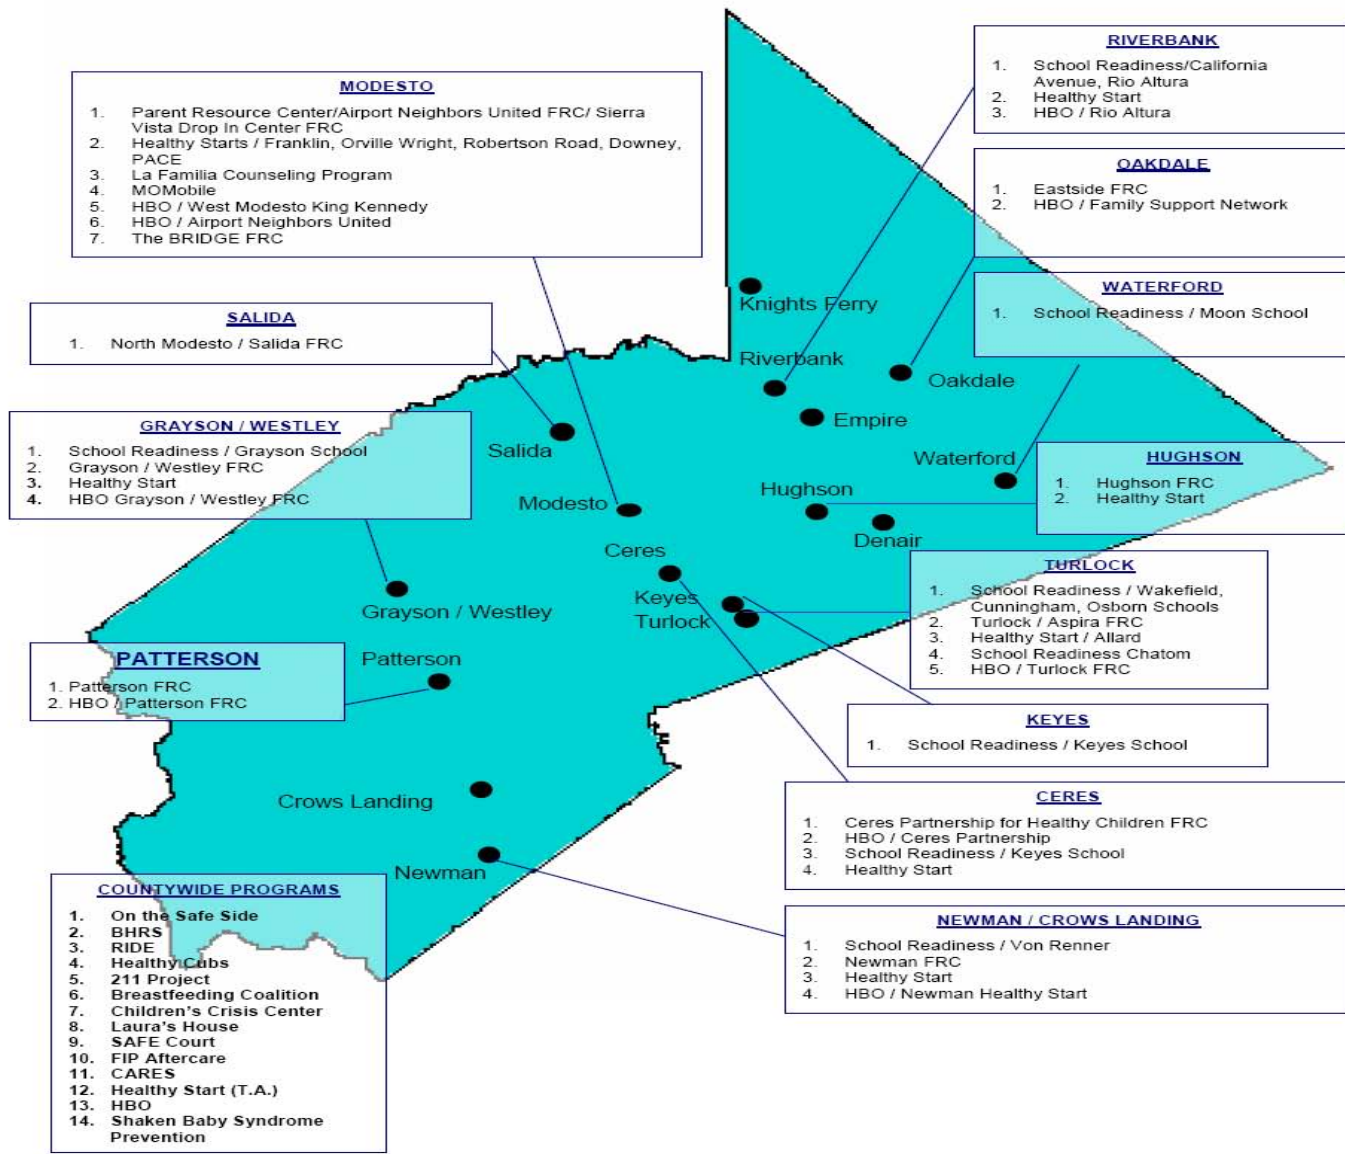 MODESTO
1. Parent Resource Center/Airport Neighbors United FRC/ Sierra
Vista Drop In Center FRC
2. Healthy Starts / Franklin, Orville Wright, Robertson Road, Downey,
PACE
3. La Familia Counseling Program
4. MOMobile
5. HBO / West Modesto King Kennedy
6. HBO / Airport Neighbors United
7. The BRIDGE FRC
RIVERBANK
1. School Readiness/California
Avenue, Rio Altura
2. Healthy Start
3. HBO / Rio Altura
OAKDALE
1. Eastside FRC
2. HBO / Family Support Network
WATERFORD
1. School Readiness / Moon School
SALIDA
1. North Modesto / Salida FRC
GRAYSON / WESTLEY
1. School Readiness / Grayson School
2. Grayson / Westley FRC
3. Healthy Start
4. HBO Grayson / Westley FRC
HUGHSON
1. Hughson FRC
2. Healthy Start
TURLOCK
1. School Readiness / Wakefield,
Cunningham, Osborn Schools
2. Turlock / Aspira FRC
3. Healthy Start / Allard
4. School Readiness Chatom
5. HBO / Turlock FRC
PATTERSON
1. Patterson FRC
2. HBO / Patterson FRC
KEYES
1. School Readiness / Keyes School
CERES
1. Ceres Partnership for Healthy Children FRC
2. HBO / Ceres Partnership
3. School Readiness / Keyes School
4. Healthy Start
NEWMAN / CROWS LANDING
1. School Readiness / Von Renner
2. Newman FRC
3. Healthy Start
4. HBO / Newman Healthy Start
COUNTYWIDE PROGRAMS
1. On the Safe Side
2. BHRS
3. RIDE
4. Healthy Cubs
5. 211 Project
6. Breastfeeding Coalition
7. Children's Crisis Center
8. Laura's House
9. SAFE Court
10. FIP Aftercare
11. CARES
12. Healthy Start (T.A.)
13. HBO
14. Shaken Baby Syndrome
Prevention
Knights Ferry
Riverbank
Oakdale
Empire
Salida
Waterford
Hughson
Modesto
Denair
Ceres
Keyes
Turlock
Grayson / Westley
Patterson
Crows Landing
Newman